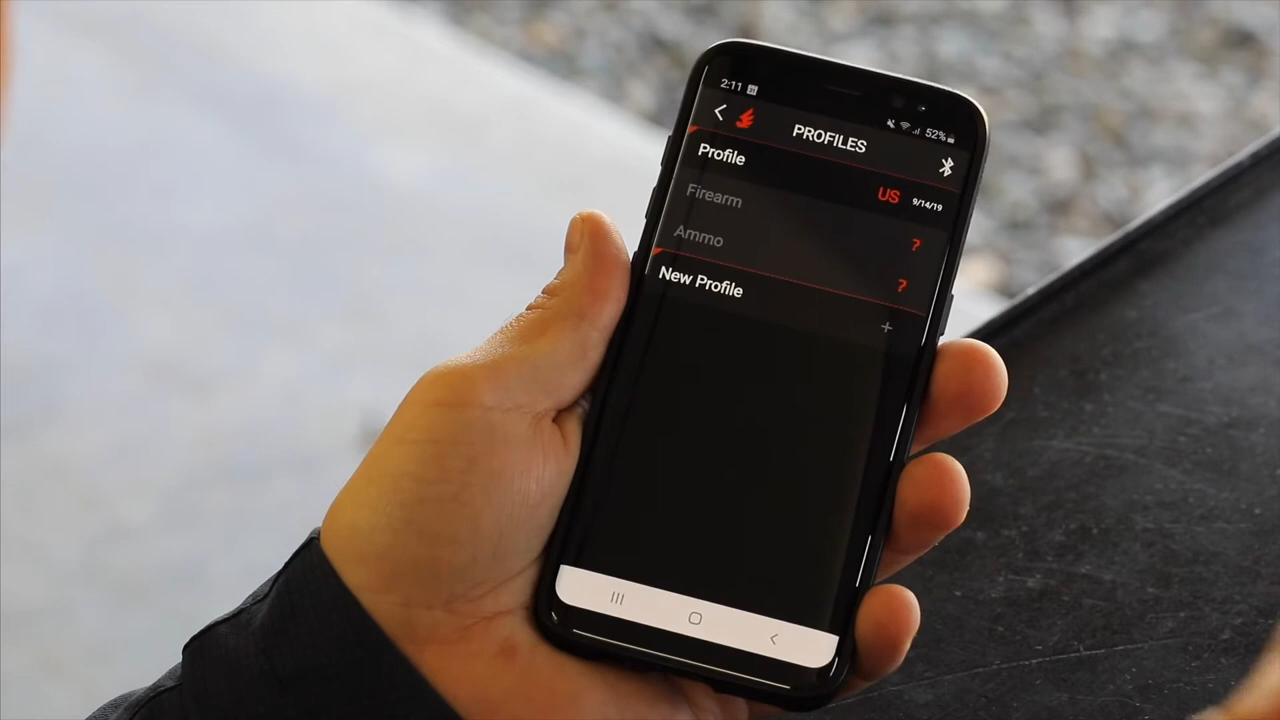 2:11
52%
PROFILES
Profile
US 9/14/19
Firearm
?
Ammo
?
New Profile
+